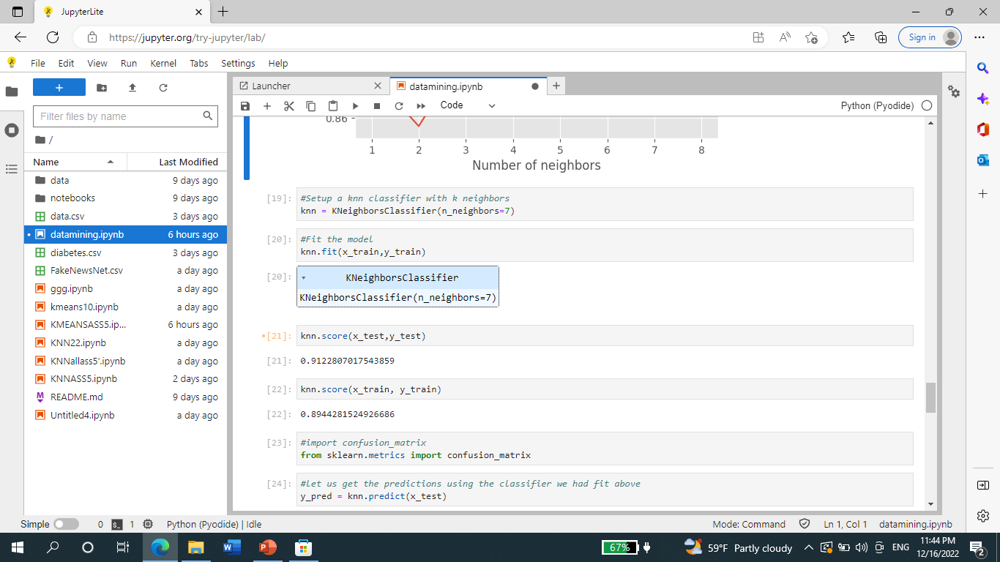 JupyterLite
https://jupyter.org/try-jupyter/lab/
Sign in
File Edit View Run Kernel Tabs Settings Help
Launcher
datamining.ipynb
Code
Python (Pyodide)
Filter files by name
/
Name Last Modified
data 9 days ago
notebooks 9 days ago
data.csv 3 days ago
datamining.ipynb 6 hours ago
diabetes.csv 3 days ago
FakeNewsNet.csv a day ago
ggg.ipynb a day ago
kmeans10.ipynb a day ago
KMEANSASS5.ip... 6 hours ago
KNN22.ipynb a day ago
KNNallass5'.ipynb a day ago
KNNASS5.ipynb 2 days ago
README.md 9 days ago
Untitled4.ipynb a day ago
0.86
1 2 3 4 5 6 7 8
Number of neighbors
[19]: #Setup a knn classifier with k neighbors
knn = KNeighborsClassifier(n_neighbors=7)
[20]: #Fit the model
knn.fit(x_train,y_train)
[20]: KNeighborsClassifier
KNeighborsClassifier(n_neighbors=7)
[21]: knn.score(x_test,y_test)
[21]: 0.9122807017543859
[22]: knn.score(x_train, y_train)
[22]: 0.8944281524926686
[23]: #import confusion_matrix
from sklearn.metrics import confusion_matrix
[24]: #let us get the predictions using the classifier we had fit above
y_pred = knn.predict(x_test)
Simple 0 1 Python (Pyodide) | Idle Mode: Command Ln 1, Col 1 datamining.ipynb
67% 59°F Partly cloudy ENG 11:44 PM
12/16/2022 2